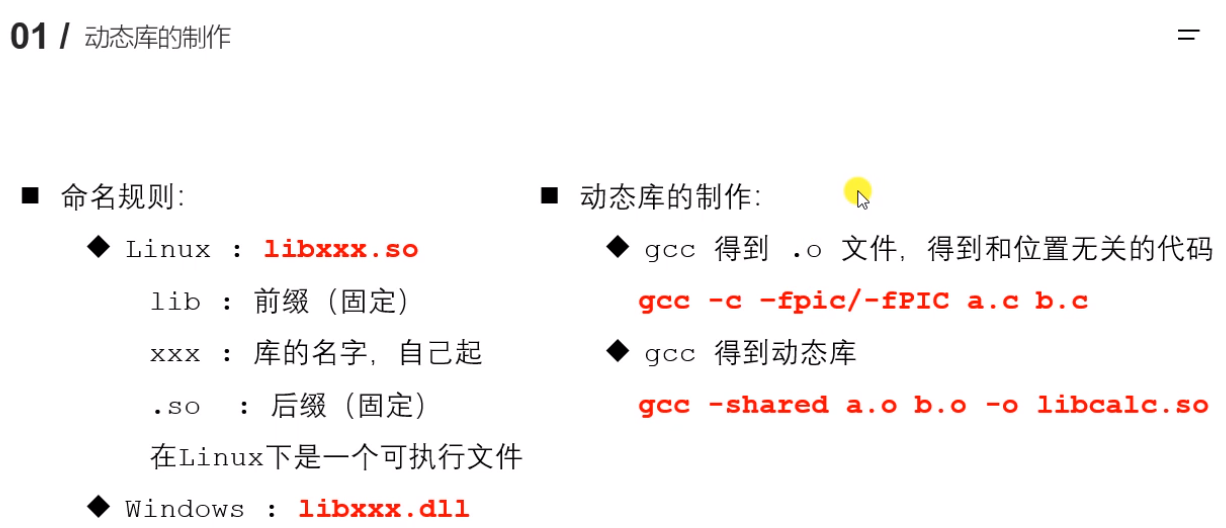 01 / 动态库的制作
■ 命名规则:
◆ Linux : libxxx.so
lib : 前缀（固定）
xxx : 库的名字，自己起
.so : 后缀（固定）
在Linux下是一个可执行文件
◆ Windows : libxxx.dll
■ 动态库的制作:
◆ gcc 得到 .o 文件，得到和位置无关的代码
gcc -c –fpic/-fPIC a.c b.c
◆ gcc 得到动态库
gcc -shared a.o b.o -o libcalc.so